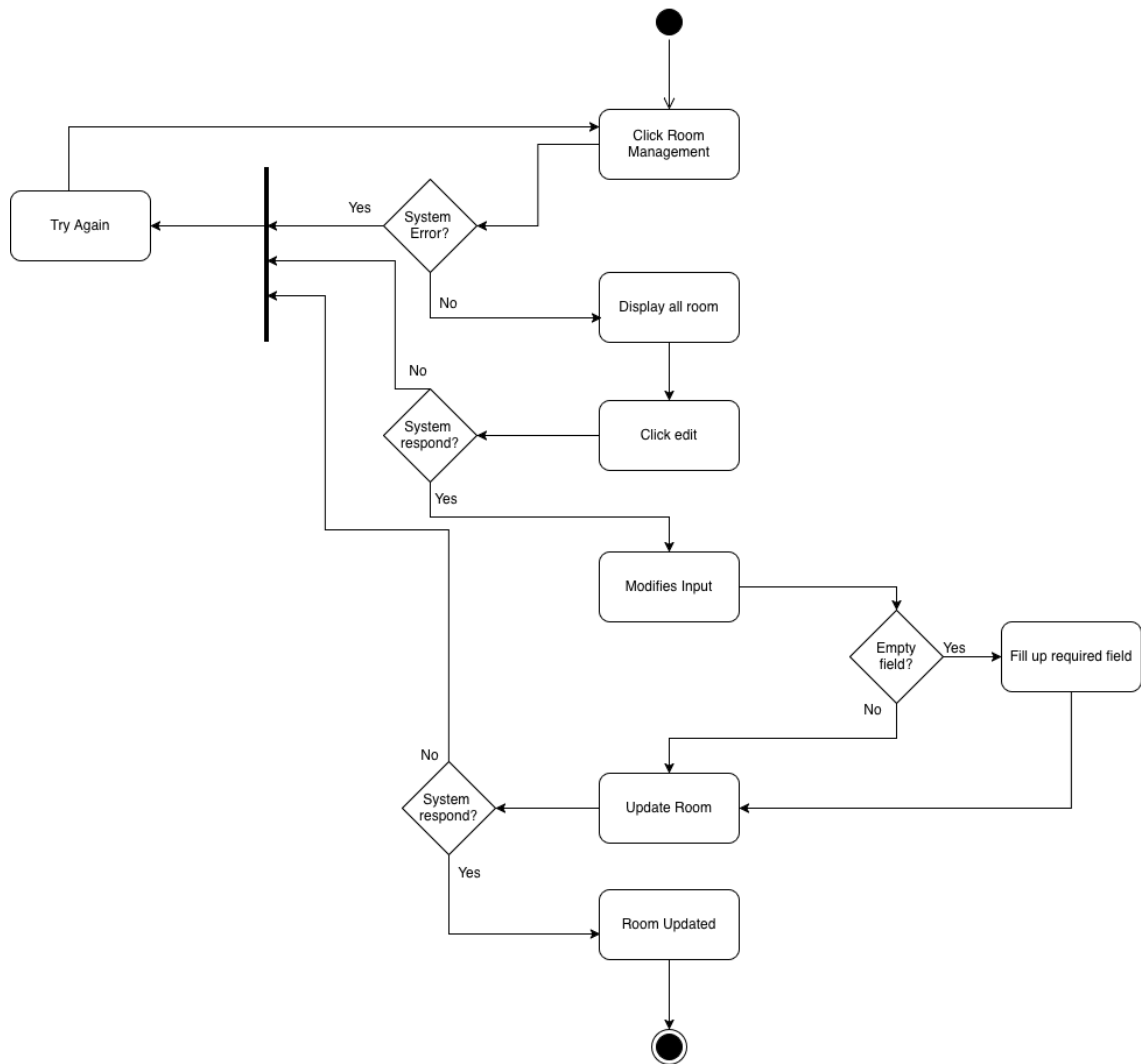 Click Room
Management
Try Again
Yes
System
Error?
No
Display all room
No
System
respond?
Click edit
Yes
Modifies Input
Empty
field?
Yes
Fill up required field
No
No
System
respond?
Update Room
Yes
Room Updated